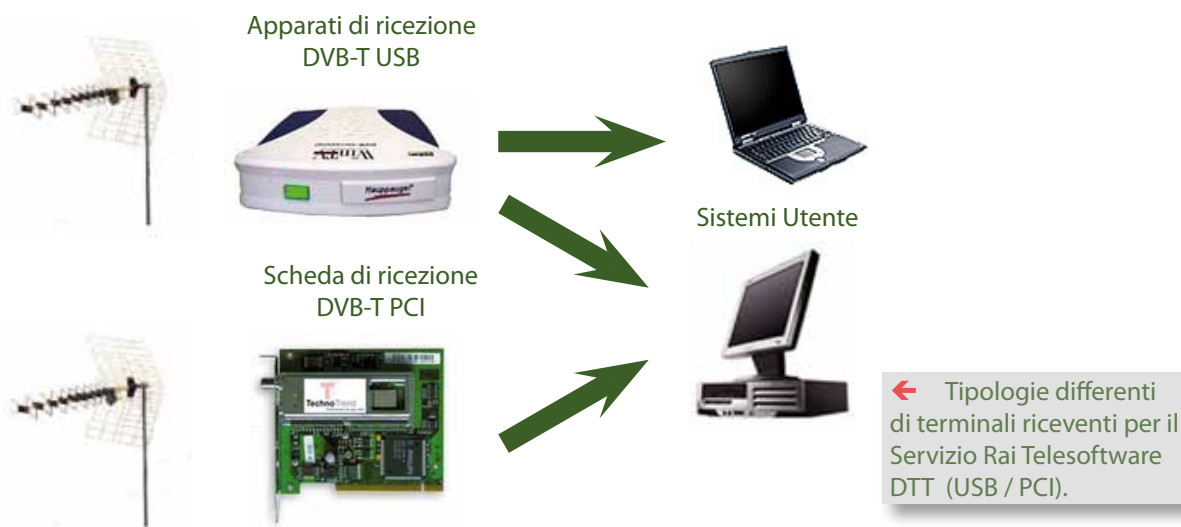 Apparati di ricezione
DVB-T USB
WinTV
Hauppauge!
Sistemi Utente
Scheda di ricezione
DVB-T PCI
TechnoTrend
← Tipologie differenti
di terminali riceventi per il
Servizio Rai Telesoftware
DTT (USB / PCI).